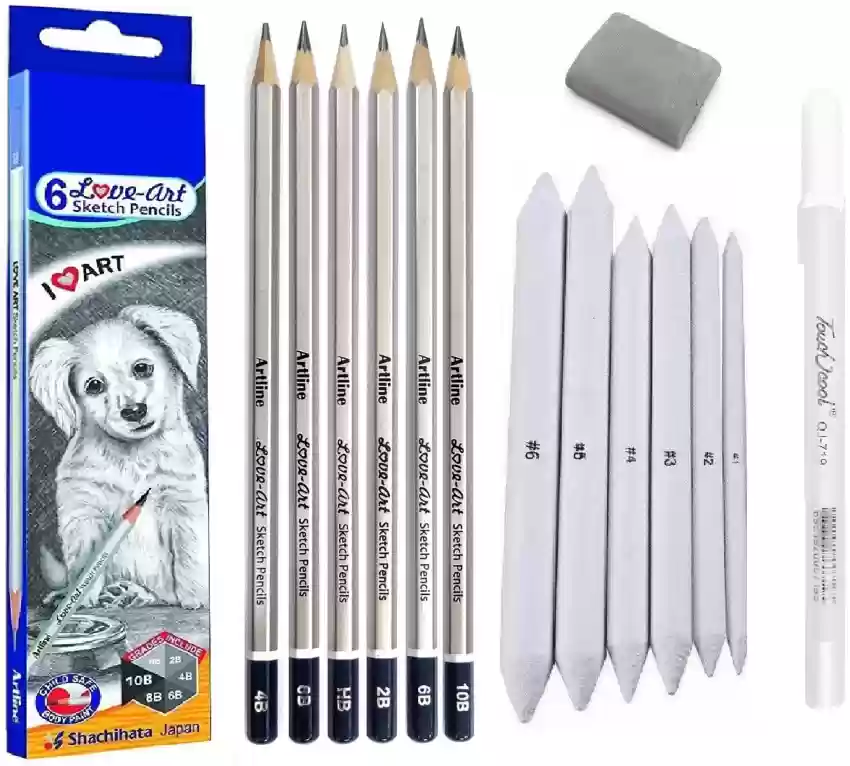 6 Love-Art
Sketch Pencils
I ART
LOVE ART Sketch Pencils
Artline
GRADES INCLUDE
HB 2B
10B 4B
8B 6B
CHILD SAFE
BODY PAINT
Artline
Shachihata Japan
Artline Love-Art Sketch Pencils 4B
Artline Love-Art Sketch Pencils 8B
Artline Love-Art Sketch Pencils HB
Artline Love-Art Sketch Pencils 2B
Artline Love-Art Sketch Pencils 6B
Artline Love-Art Sketch Pencils 10B
#6
#5
#4
#3
#2
#1
Touch cool